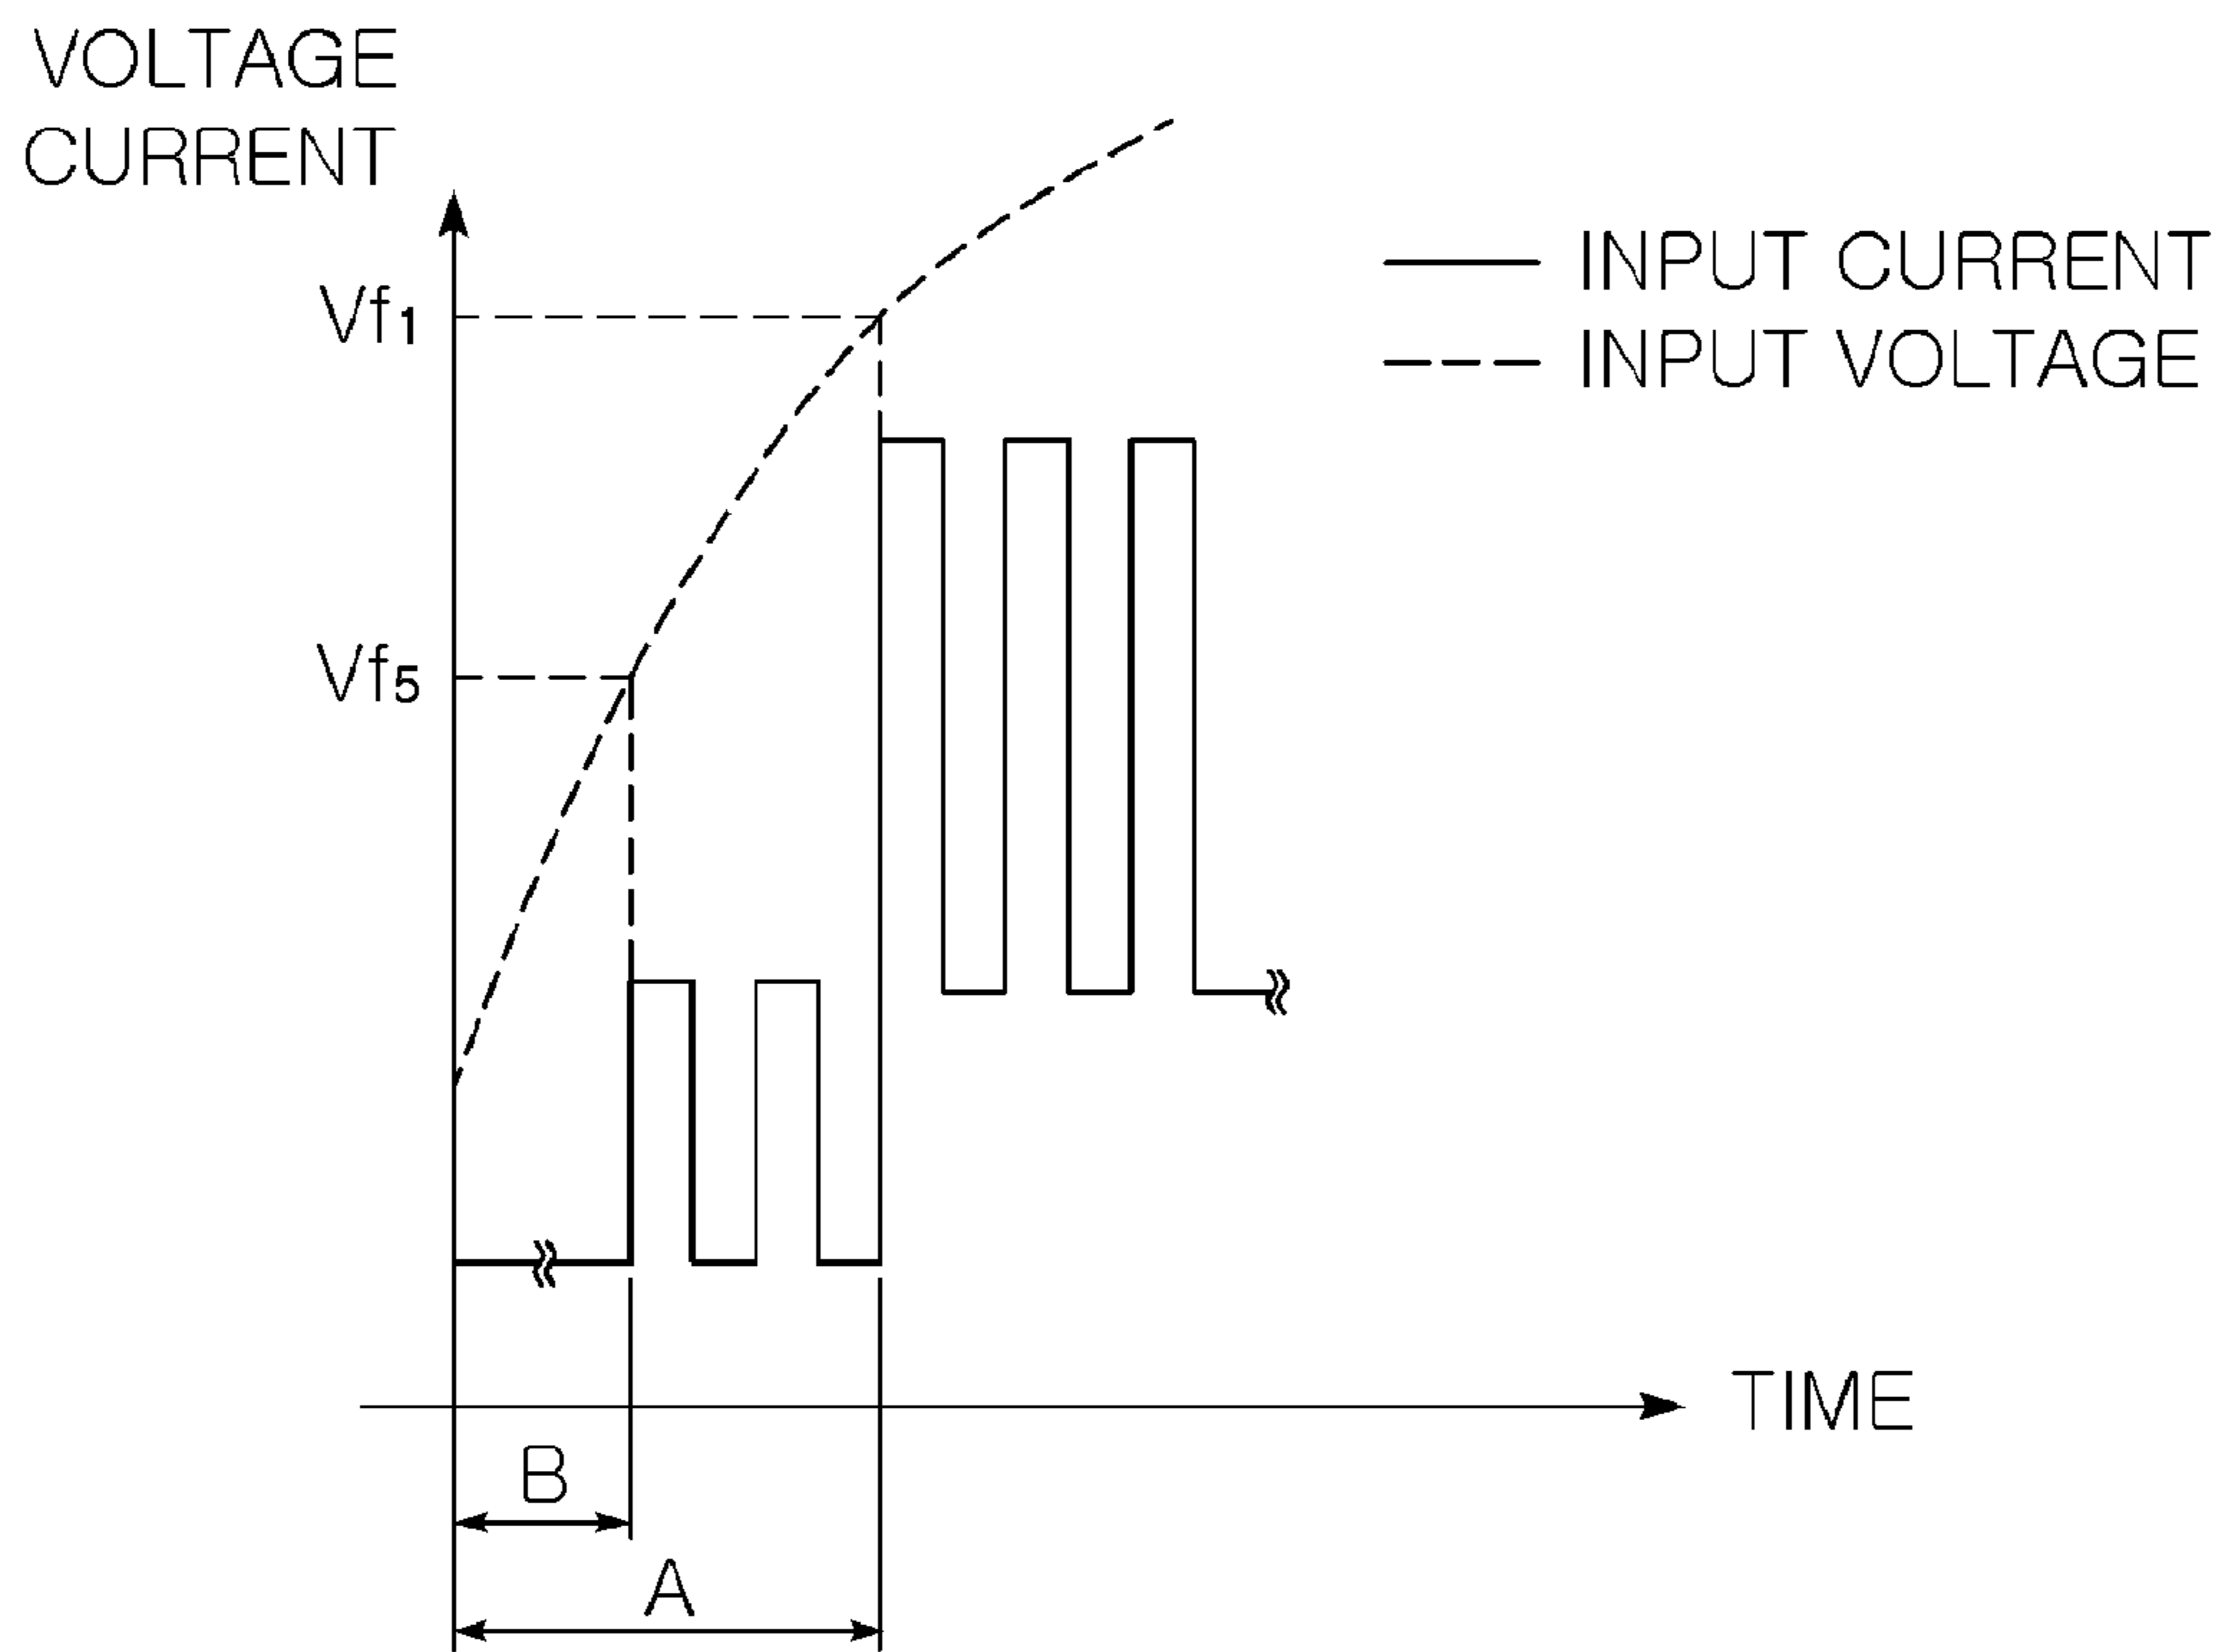 VOLTAGE
CURRENT
INPUT CURRENT
Vf1
INPUT VOLTAGE
Vf5
TIME
B
A